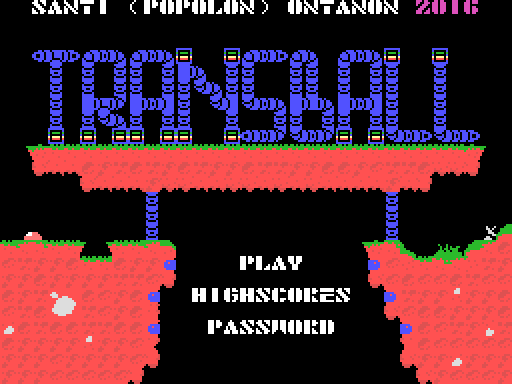 SANTI (POPOLON) ONTANON 2016
TRANSBALL
PLAY
HIGHSCORES
PASSWORD